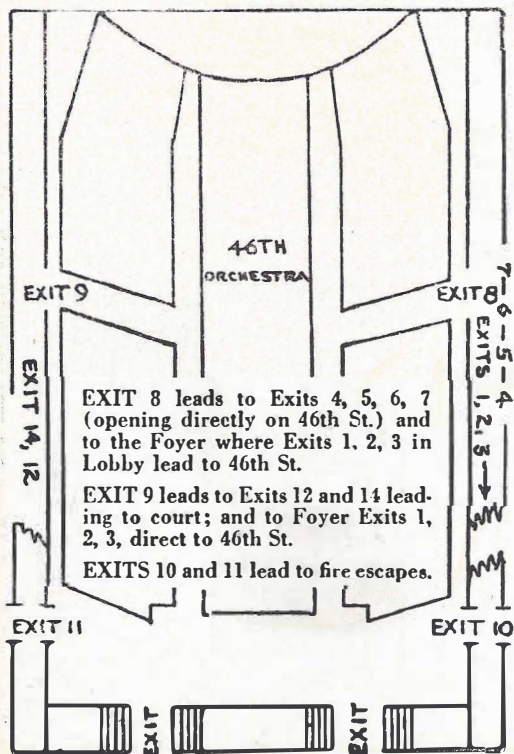 46TH
ORCHESTRA
EXIT 9
EXIT 8
7-6-5-4
EXITS 1, 2, 3
EXIT 14, 12
EXIT 8 leads to Exits 4, 5, 6, 7
(opening directly on 46th St.) and
to the Foyer where Exits 1, 2, 3 in
Lobby lead to 46th St.
EXIT 9 leads to Exits 12 and 14 lead-
ing to court; and to Foyer Exits 1,
2, 3, direct to 46th St.
EXITS 10 and 11 lead to fire escapes.
EXIT 11
EXIT 10
EXIT
EXIT